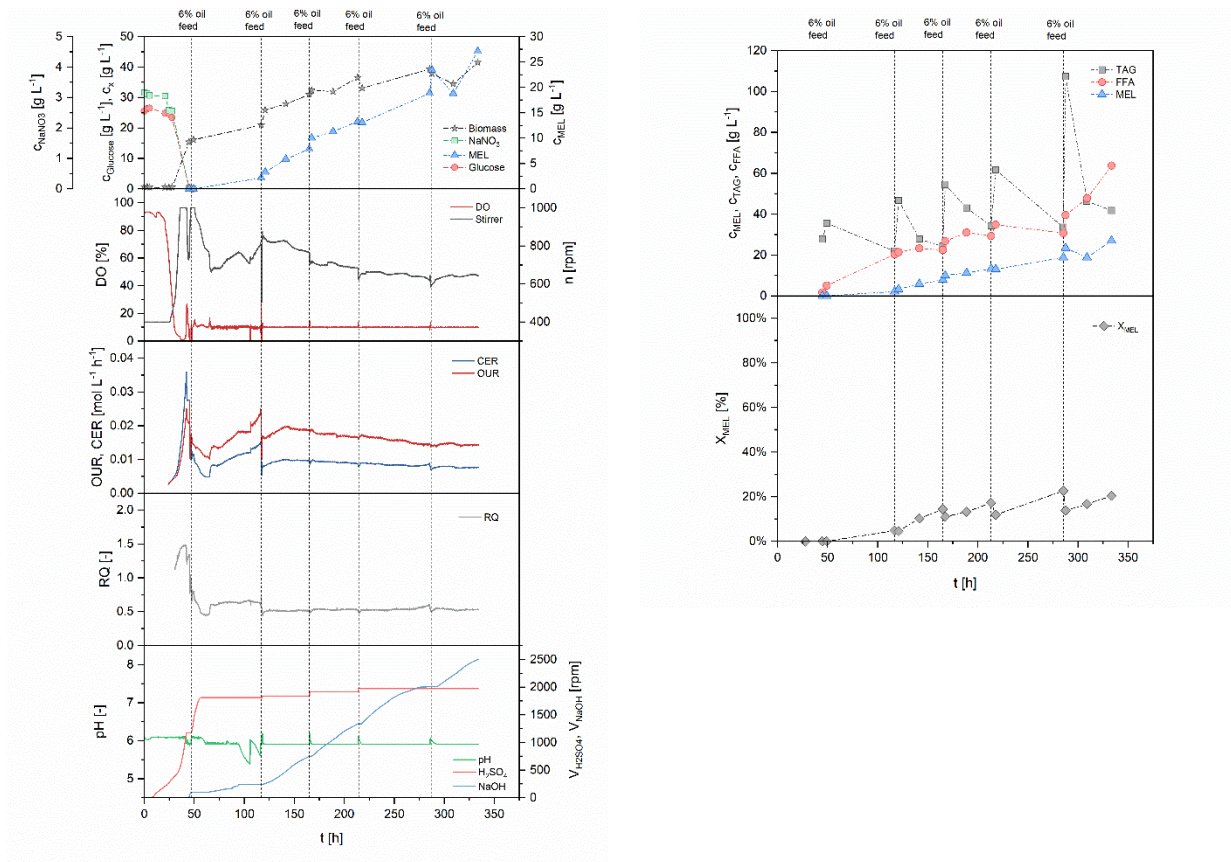 6% oil feed
6% oil feed
6% oil feed
6% oil feed
6% oil feed
c_NaNO3 [g L⁻¹]
5
4
3
2
1
0
c_Glucose], c_x [g L⁻¹]
60
50
40
30
20
10
0
c_MEL [g L⁻¹]
30
25
20
15
10
5
0
Biomass
NaNO₃
MEL
Glucose
DO [%]
100
80
60
40
20
0
n [rpm]
1000
800
600
400
DO
Stirrer
OUR, CER [mol L⁻¹ h⁻¹]
0.04
0.03
0.02
0.01
0.00
CER
OUR
RQ [-]
2.0
1.5
1.0
0.5
0.0
RQ
pH [-]
8
7
6
5
V_H2SO4, V_NaOH [rpm]
2500
2000
1500
1000
500
0
pH
H₂SO₄
NaOH
0 50 100 150 200 250 300 350
t [h]
6% oil feed
6% oil feed
6% oil feed
6% oil feed
6% oil feed
c_MEL, c_TAG, c_FFA [g L⁻¹]
120
100
80
60
40
20
0
TAG
FFA
MEL
X_MEL [%]
100%
80%
60%
40%
20%
0%
X_MEL
0 50 100 150 200 250 300 350
t [h]